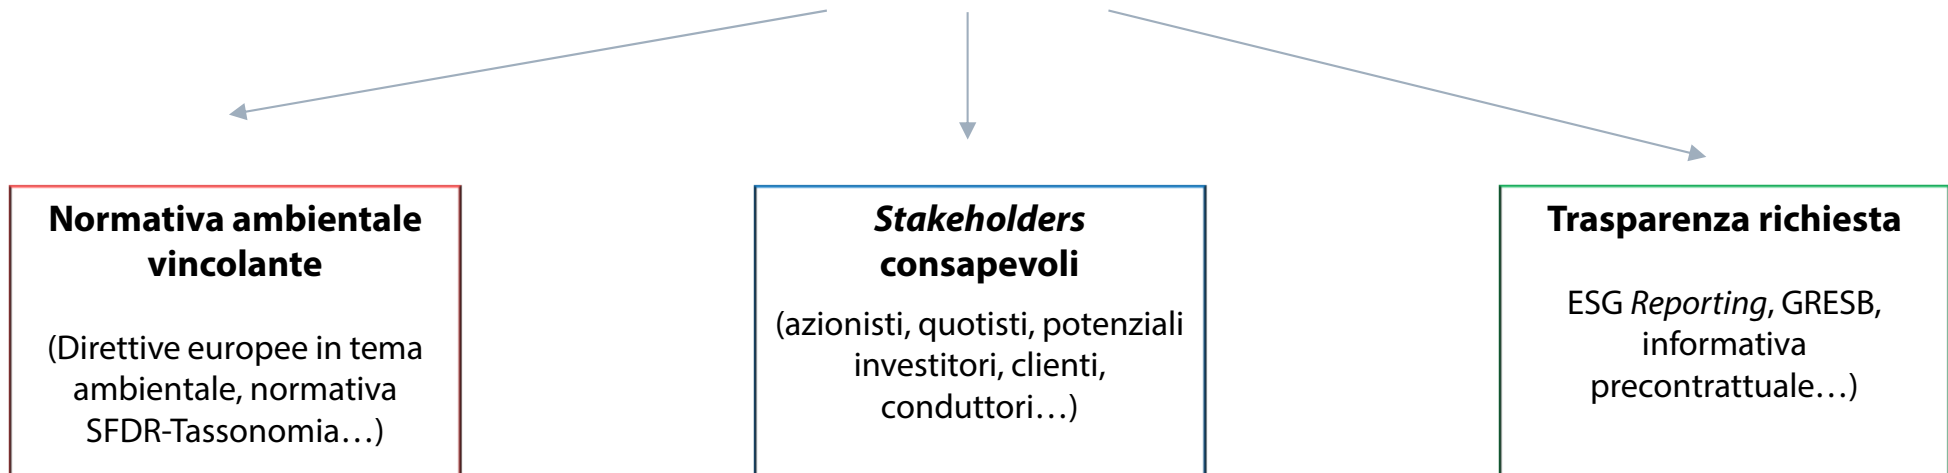 Normativa ambientale
vincolante
(Direttive europee in tema
ambientale, normativa
SFDR-Tassonomia…)
Stakeholders
consapevoli
(azionisti, quotisti, potenziali
investitori, clienti,
conduttori…)
Trasparenza richiesta
ESG Reporting, GRESB,
informativa
precontrattuale…)